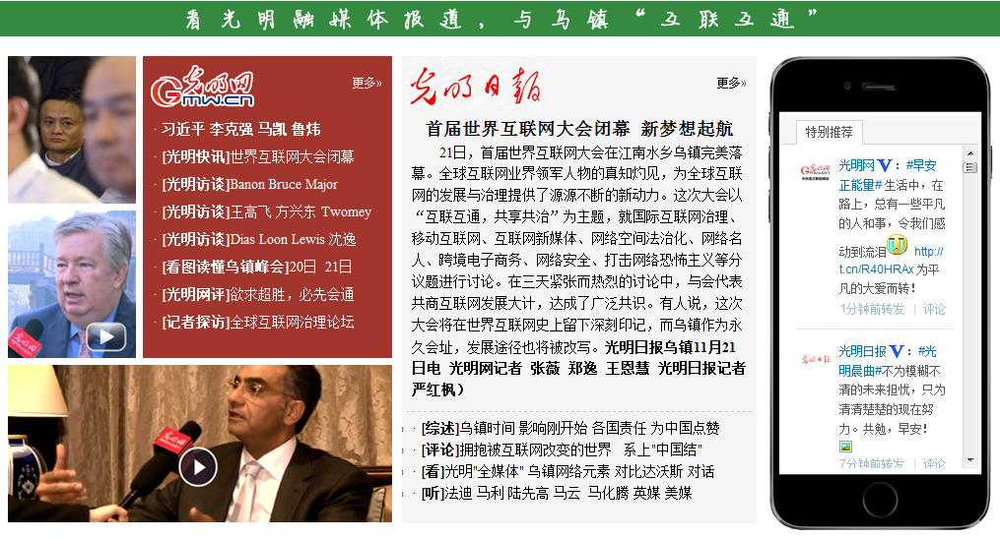 看光明融媒体报道，与乌镇“互联互通”
光明网
GMW.CN
更多»
· 习近平 李克强 马凯 鲁炜
· [光明快讯]世界互联网大会闭幕
· [光明访谈]Banon Bruce Major
· [光明访谈]王高飞 方兴东 Twomey
· [光明访谈]Dias Loon Lewis 沈逸
· [看图读懂乌镇峰会]20日 21日
· [光明网评]欲求超胜，必先会通
· [记者探访]全球互联网治理论坛
光明网
光明网
光明日报
更多»
首届世界互联网大会闭幕 新梦想起航
21日，首届世界互联网大会在江南水乡乌镇完美落
幕。全球互联网业界领军人物的真知灼见，为全球互联
网的发展与治理提供了源源不断的新动力。这次大会以
“互联互通，共享共治”为主题，就国际互联网治理、
移动互联网、互联网新媒体、网络空间法治化、网络名
人、跨境电子商务、网络安全、打击网络恐怖主义等分
议题进行讨论。在三天紧张而热烈的讨论中，与会代表
共商互联网发展大计，达成了广泛共识。有人说，这次
大会将在世界互联网史上留下深刻印记，而乌镇作为永
久会址，发展途径也将被改写。光明日报乌镇11月21
日电 光明网记者 张薇 郑逸 王恩慧 光明日报记者
严红枫）
· [综述]乌镇时间 影响刚开始 各国责任 为中国点赞
· [评论]拥抱被互联网改变的世界 系上"中国结"
· [看]光明"全媒体" 乌镇网络元素 对比达沃斯 对话
· [听]法迪 马利 陆先高 马云 马化腾 英媒 美媒
特别推荐
光明网
光明网V：#早安
正能量# 生活中，在
路上，总有一些平凡
的人和事，令我们感
动到流泪 http://
t.cn/R40HRAx 为平
凡的大爱而转！
1分钟前转发 | 评论
光明日报
光明日报V：#光
明晨曲#不为模糊不
清的未来担忧，只为
清清楚楚的现在努
力。共勉，早安！
7分钟前转发 | 评论